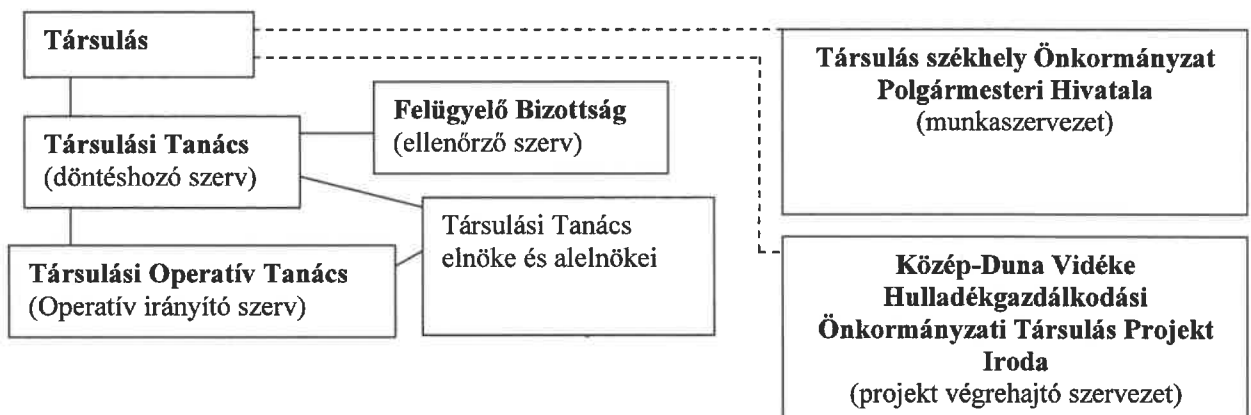 Társulás
Társulási Tanács
(döntéshozó szerv)
Felügyelő Bizottság
(ellenőrző szerv)
Társulási Operatív Tanács
(Operatív irányító szerv)
Társulási Tanács
elnöke és alelnökei
Társulás székhely Önkormányzat
Polgármesteri Hivatala
(munkaszervezet)
Közép-Duna Vidéke
Hulladékgazdálkodási
Önkormányzati Társulás Projekt
Iroda
(projekt végrehajtó szervezet)